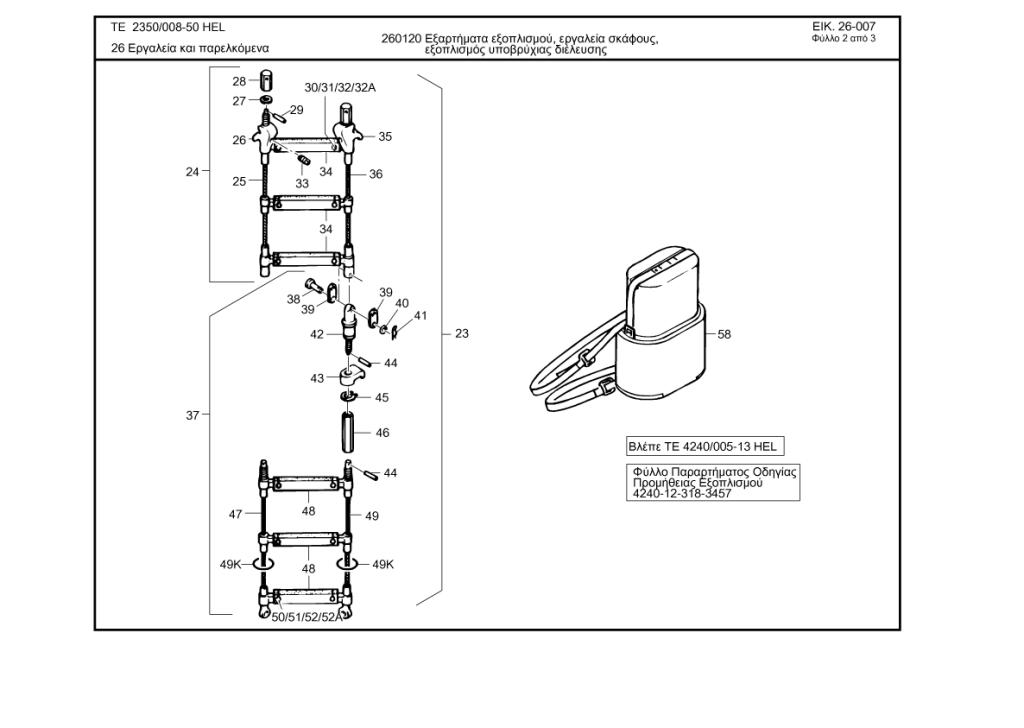 ΤΕ 2350/008-50 HEL
26 Εργαλεία και παρελκόμενα
260120 Εξαρτήματα εξοπλισμού, εργαλεία σκάφους,
εξοπλισμός υποβρύχιας διέλευσης
ΕΙΚ. 26-007
Φύλλο 2 από 3
28
30/31/32/32A
27
29
26
35
24
34
36
25
33
34
38
39
39
40
41
42
23
58
44
43
45
37
46
44
47
48
49
49K
48
49K
50/51/52/52A
Βλέπε ΤΕ 4240/005-13 HEL
Φύλλο Παραρτήματος Οδηγίας
Προμήθειας Εξοπλισμού
4240-12-318-3457